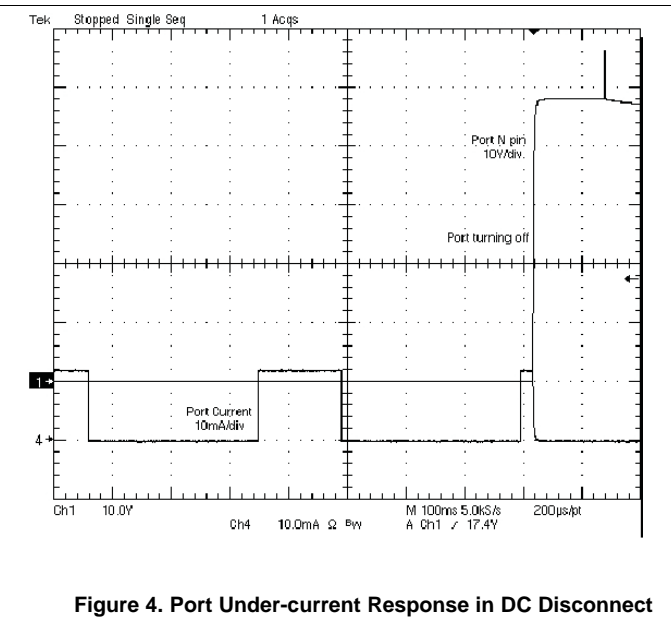 Tek Stopped Single Seq 1 Acqs
Port N pin
10V/div.
Port turning off
1
Port Current
10mA/div
4
Ch1 10.0V M 100ms 5.0kS/s 200µs/pt
Ch4 10.0mA Ω Bw A Ch1 / 17.4V
Figure 4. Port Under-current Response in DC Disconnect